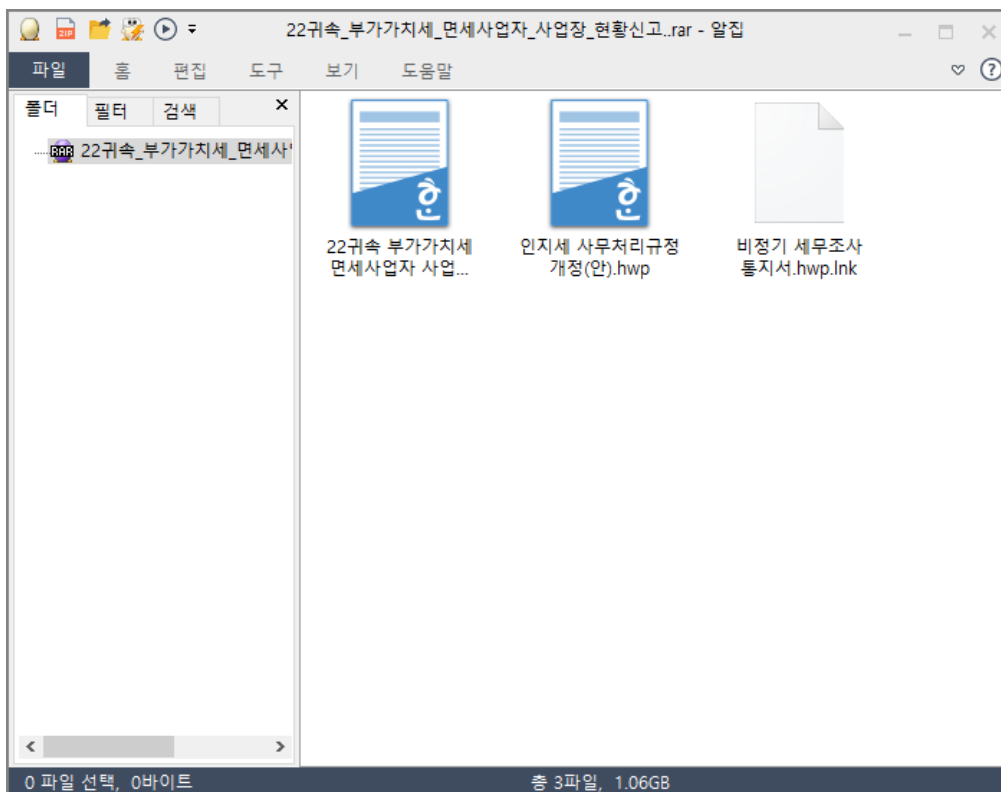 22귀속_부가가치세_면세사업자_사업장_현황신고..rar - 알집
파일 홈 편집 도구 보기 도움말
폴더 필터 검색
22귀속_부가가치세_면세사
22귀속 부가가치세
면세사업자 사업...
인지세 사무처리규정
개정(안).hwp
비정기 세무조사
통지서.hwp.lnk
0 파일 선택, 0바이트
총 3파일, 1.06GB